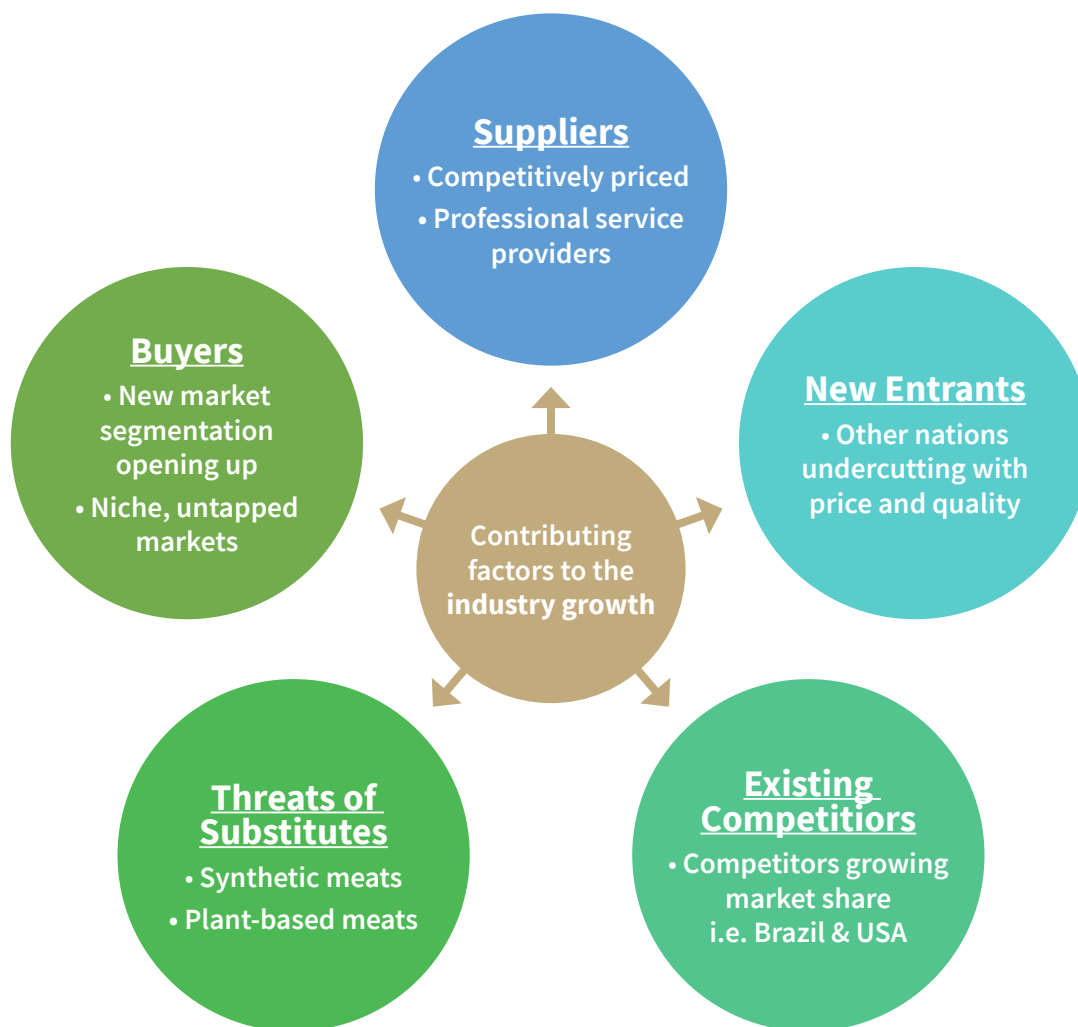 Suppliers
• Competitively priced
• Professional service
providers
Buyers
• New market
segmentation
opening up
• Niche, untapped
markets
New Entrants
• Other nations
undercutting with
price and quality
Contributing
factors to the
industry growth
Threats of
Substitutes
• Synthetic meats
• Plant-based meats
Existing
Competitiors
• Competitors growing
market share
i.e. Brazil & USA